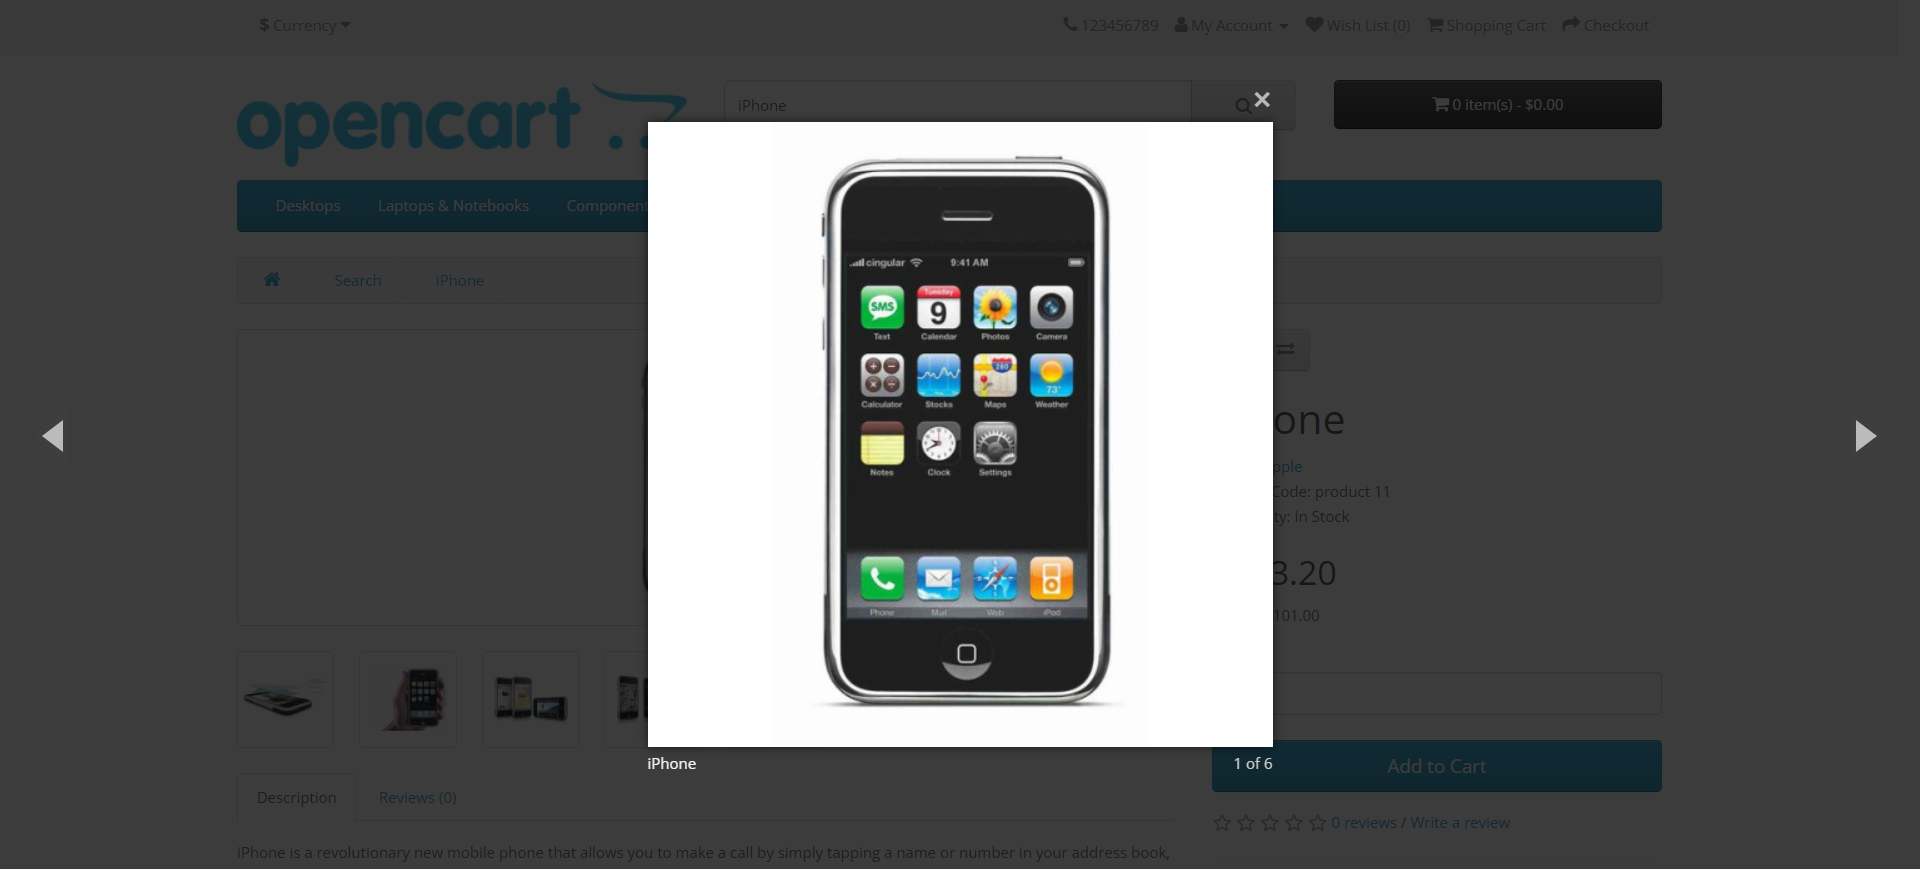 $ Currency
123456789 My Account Wish List (0) Shopping Cart Checkout
opencart
iPhone
0 item(s) - $0.00
Desktops Laptops & Notebooks Component
Search iPhone
cingular 9:41 AM
SMS Tuesday 9
Text Calendar Photos Camera
280 73°
Calculator Stocks Maps Weather
Notes Clock Settings
Phone Mail Web iPod
one
pple
Code: product 11
ty: In Stock
3.20
101.00
iPhone 1 of 6
Add to Cart
Description Reviews (0)
0 reviews / Write a review
iPhone is a revolutionary new mobile phone that allows you to make a call by simply tapping a name or number in your address book,